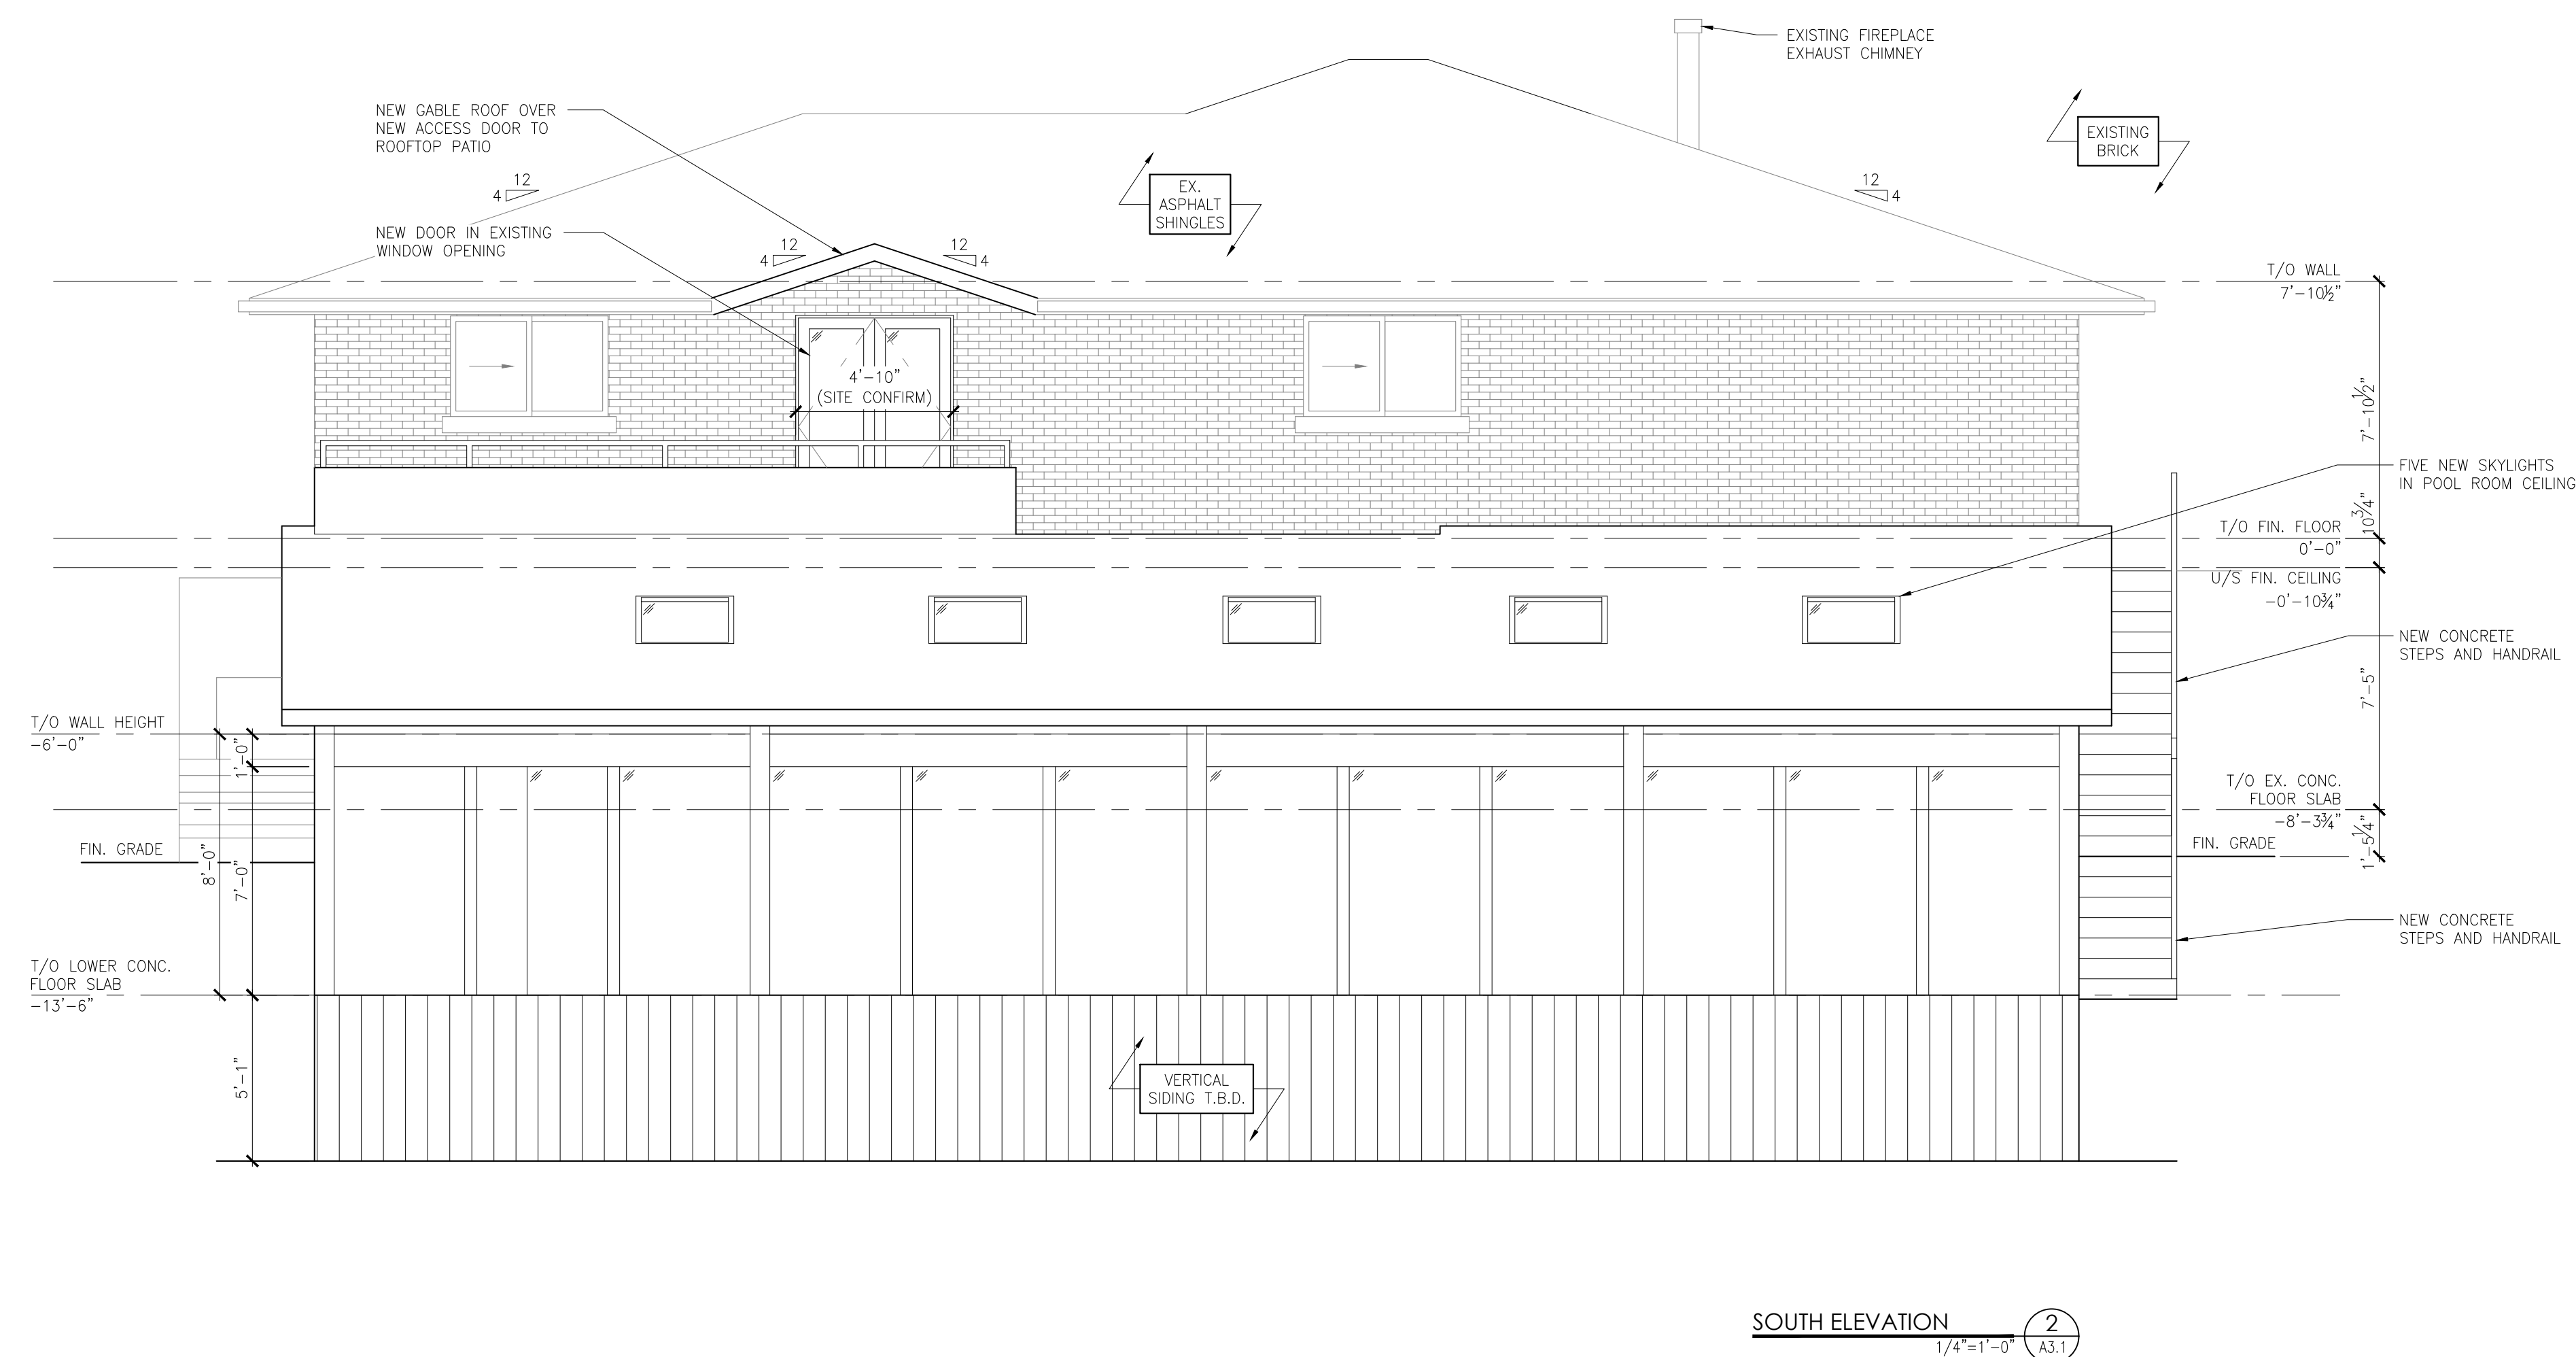 EXISTING FIREPLACE
EXHAUST CHIMNEY
NEW GABLE ROOF OVER
NEW ACCESS DOOR TO
ROOFTOP PATIO
EXISTING
BRICK
12
4
EX.
ASPHALT
SHINGLES
12
4
NEW DOOR IN EXISTING
WINDOW OPENING
12
4
12
4
T/O WALL
7'-10½"
4'-10"
(SITE CONFIRM)
7'-10½"
FIVE NEW SKYLIGHTS
IN POOL ROOM CEILING
10¾"
T/O FIN. FLOOR
0'-0"
U/S FIN. CEILING
-0'-10¾"
NEW CONCRETE
STEPS AND HANDRAIL
7'-5"
T/O WALL HEIGHT
-6'-0"
1'-0"
T/O EX. CONC.
FLOOR SLAB
-8'-3¾"
1'-5¼"
FIN. GRADE
FIN. GRADE
8'-0"
7'-0"
NEW CONCRETE
STEPS AND HANDRAIL
T/O LOWER CONC.
FLOOR SLAB
-13'-6"
5'-1"
VERTICAL
SIDING T.B.D.
SOUTH ELEVATION
1/4"=1'-0"
2
A3.1